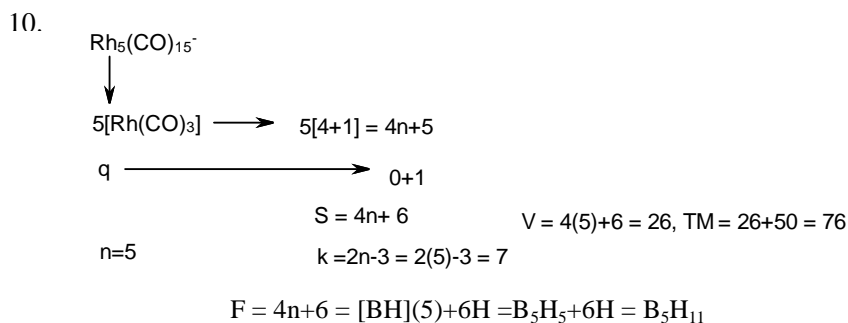 10.
Rh₅(CO)₁₅⁻
5[Rh(CO)₃] 5[4+1] = 4n+5
q 0+1
S = 4n+ 6 V = 4(5)+6 = 26, TM = 26+50 = 76
n=5 k =2n-3 = 2(5)-3 = 7
F = 4n+6 = [BH](5)+6H =B₅H₅+6H = B₅H₁₁